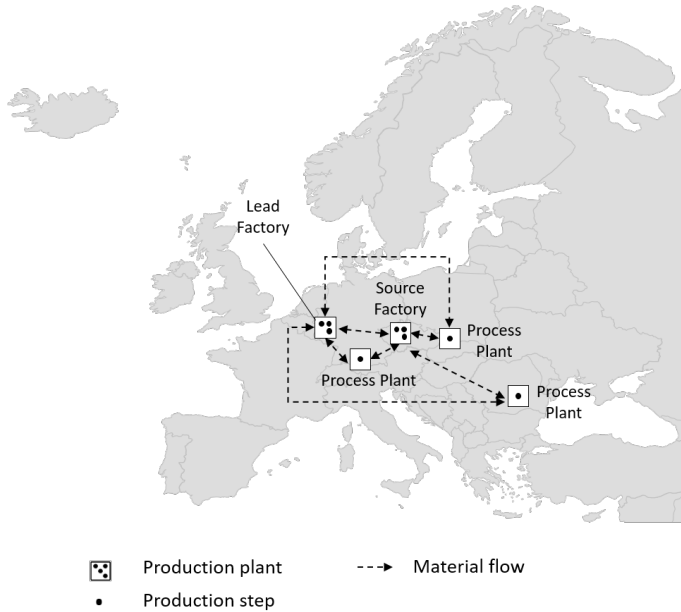 Lead
Factory
Source
Factory
Process
Plant
Process Plant
Process
Plant
Production plant
Material flow
Production step